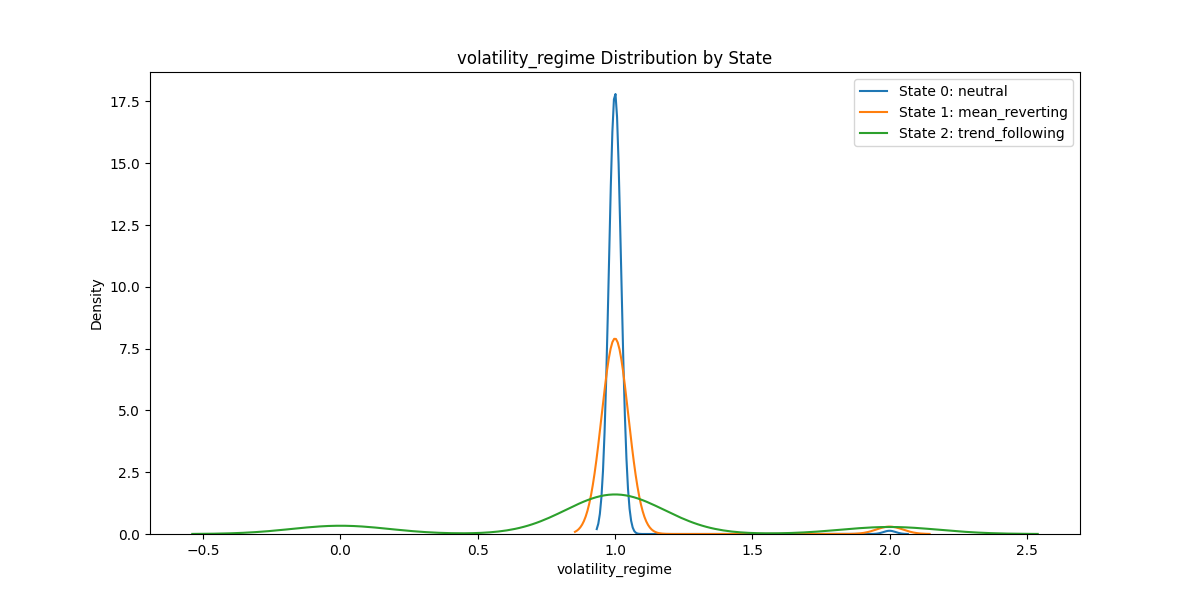 volatility_regime Distribution by State
State 0: neutral
State 1: mean_reverting
State 2: trend_following
Density
17.5
15.0
12.5
10.0
7.5
5.0
2.5
0.0
−0.5
0.0
0.5
1.0
1.5
2.0
2.5
volatility_regime